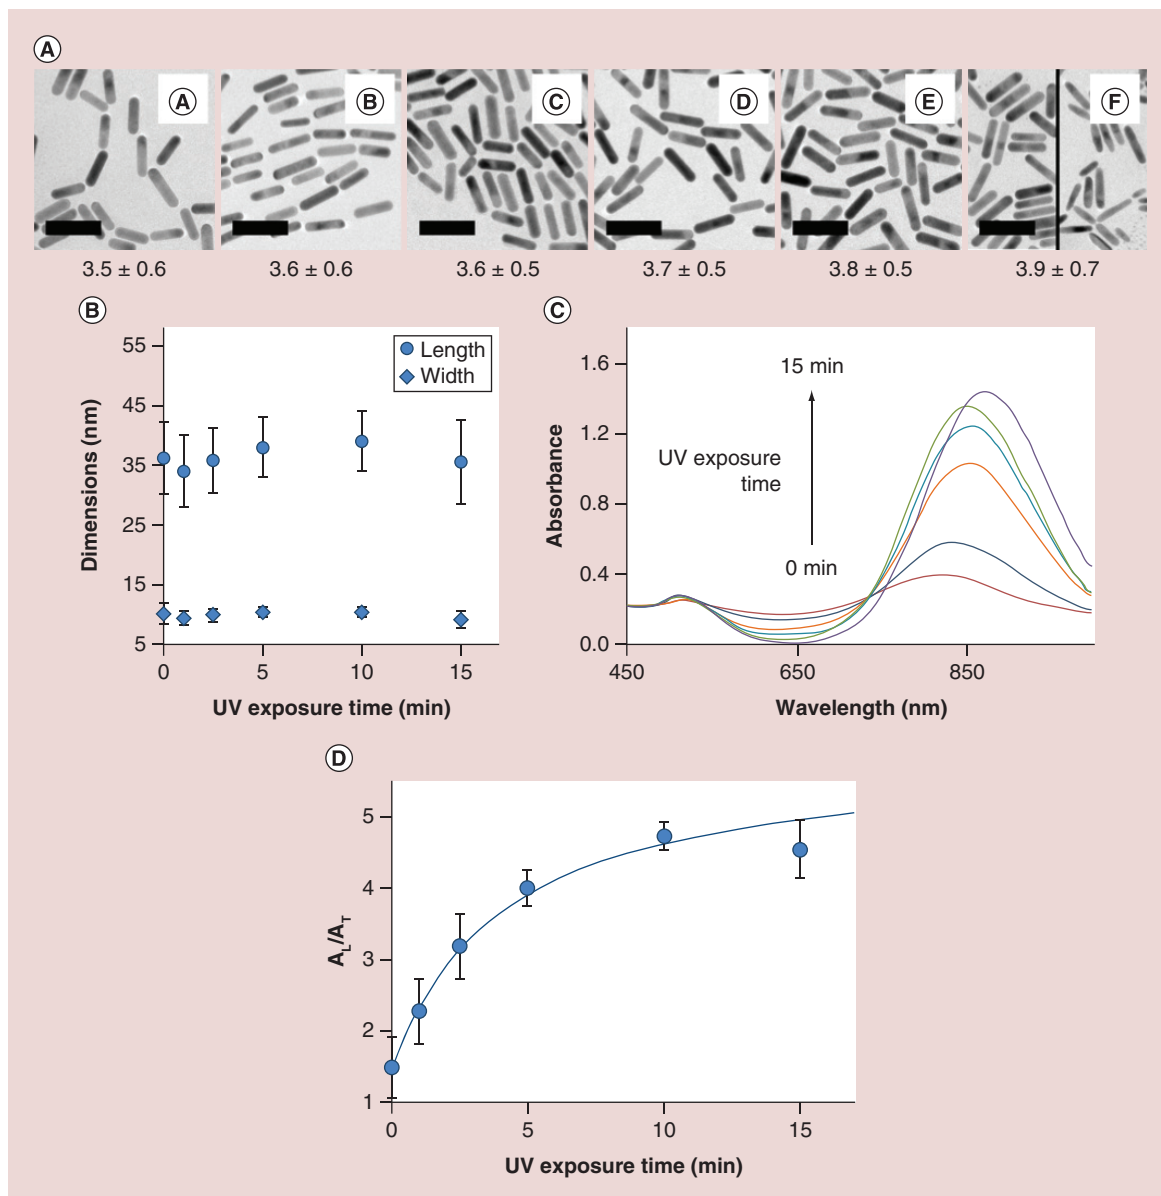 A
A B C D E F
3.5 ± 0.6 3.6 ± 0.6 3.6 ± 0.5 3.7 ± 0.5 3.8 ± 0.5 3.9 ± 0.7
B
55
45
35
25
15
5
Dimensions (nm)
Length
Width
0 5 10 15
UV exposure time (min)
C
1.6
1.2
0.8
0.4
0.0
Absorbance
15 min
UV exposure
time
0 min
450 650 850
Wavelength (nm)
D
5
4
3
2
1
A_L/A_T
0 5 10 15
UV exposure time (min)